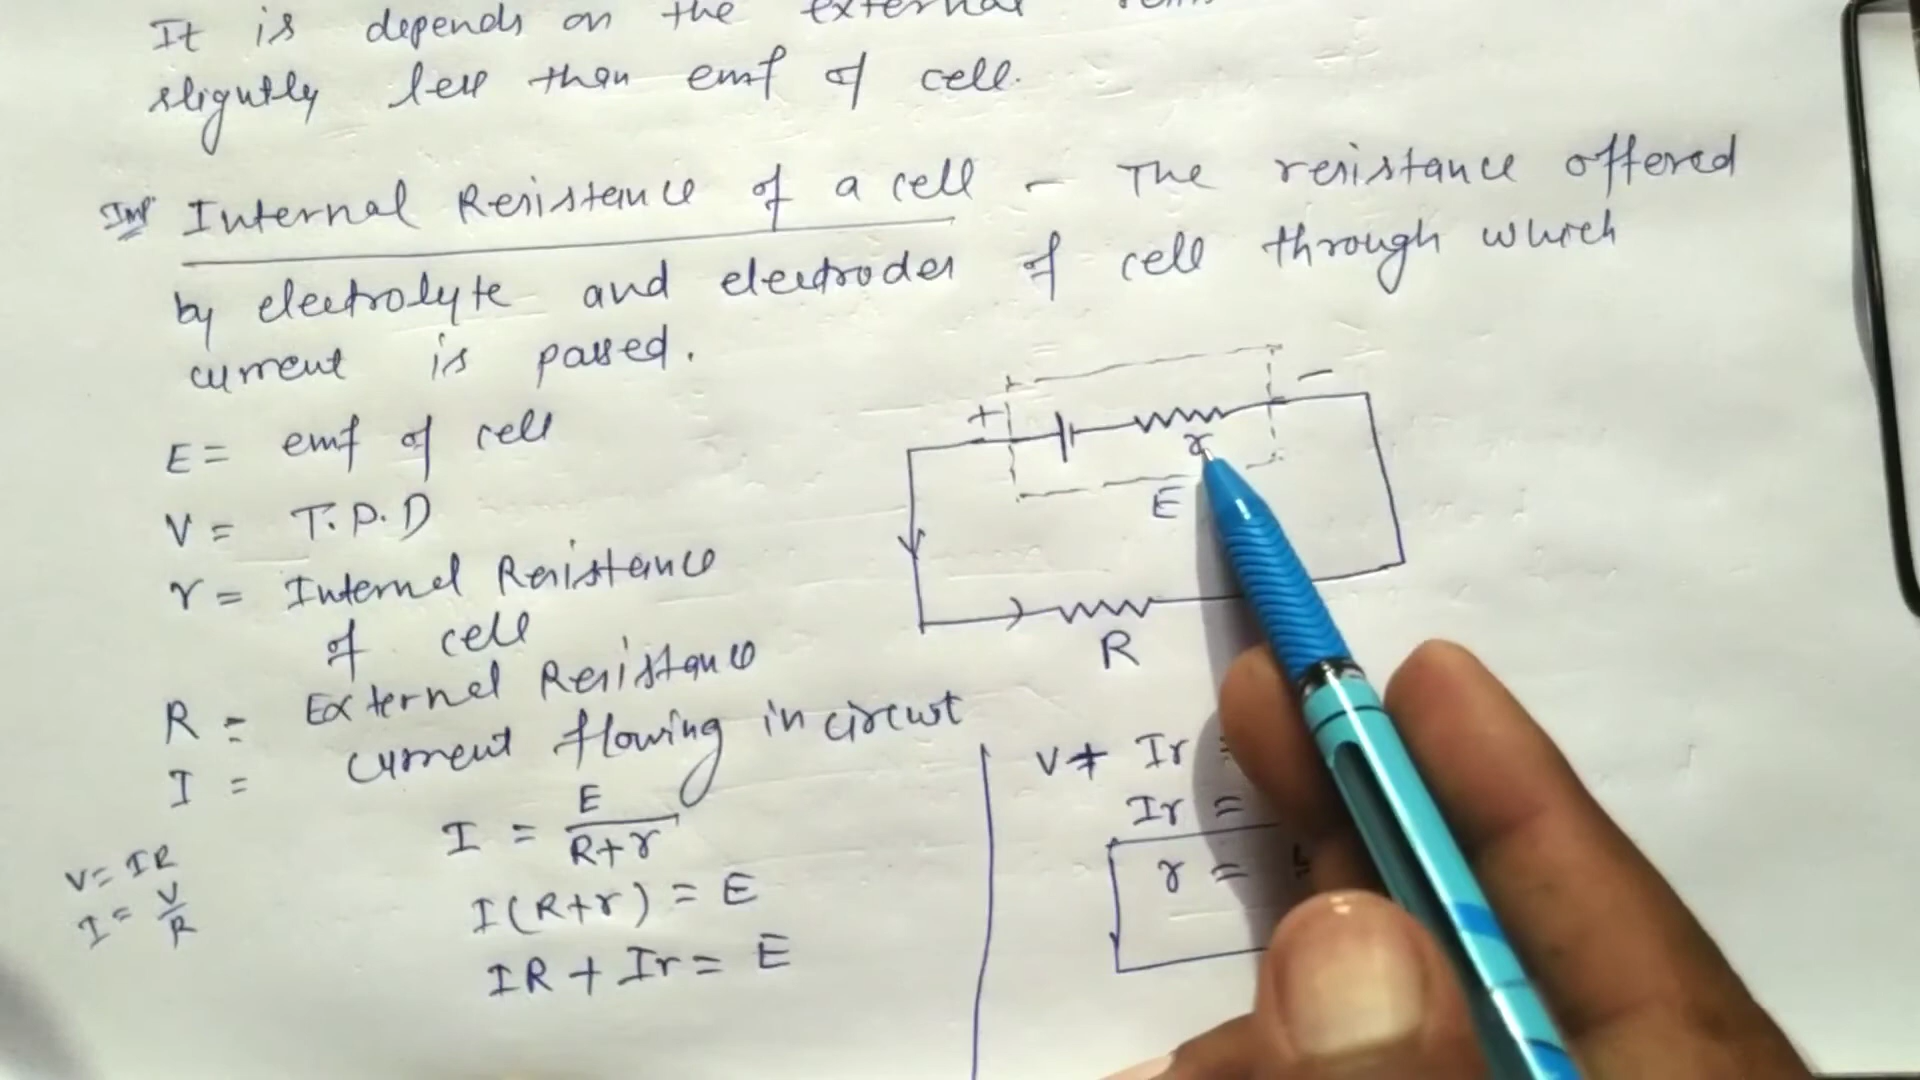 It is depends on the external
slightly less than emf of cell.
Imp Internal Resistance of a cell - The resistance offered
by electrolyte and electrodes of cell through which
current is passed.
E = emf of cell
V = T.P.D
r = Internal Resistance
of cell
R = External Resistance
I = current flowing in circuit
I = E/(R+r)
I(R+r) = E
IR + Ir = E
V = IR
I = V/R
+ -
r
E
R
V + Ir =
Ir =
r =